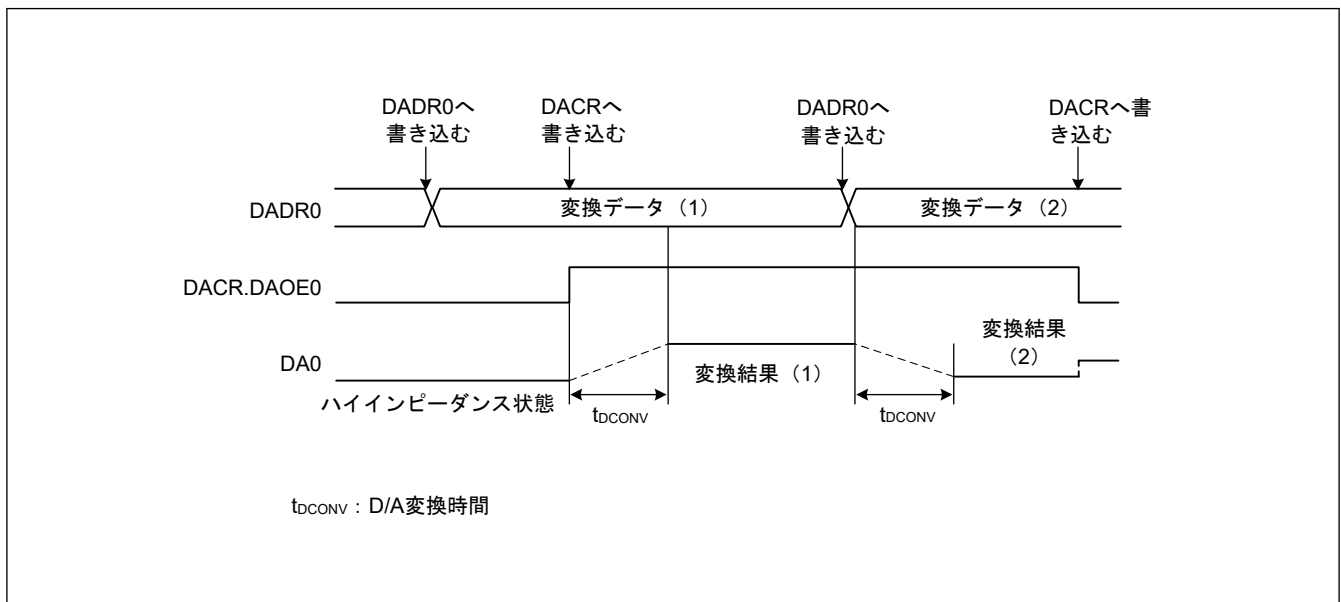 DADR0へ
書き込む
DACRへ
書き込む
DADR0へ
書き込む
DACRへ書
き込む
DADR0
変換データ（1）
変換データ（2）
DACR.DAOE0
DA0
ハイインピーダンス状態
変換結果（1）
変換結果
（2）
tDCONV
tDCONV
tDCONV：D/A変換時間